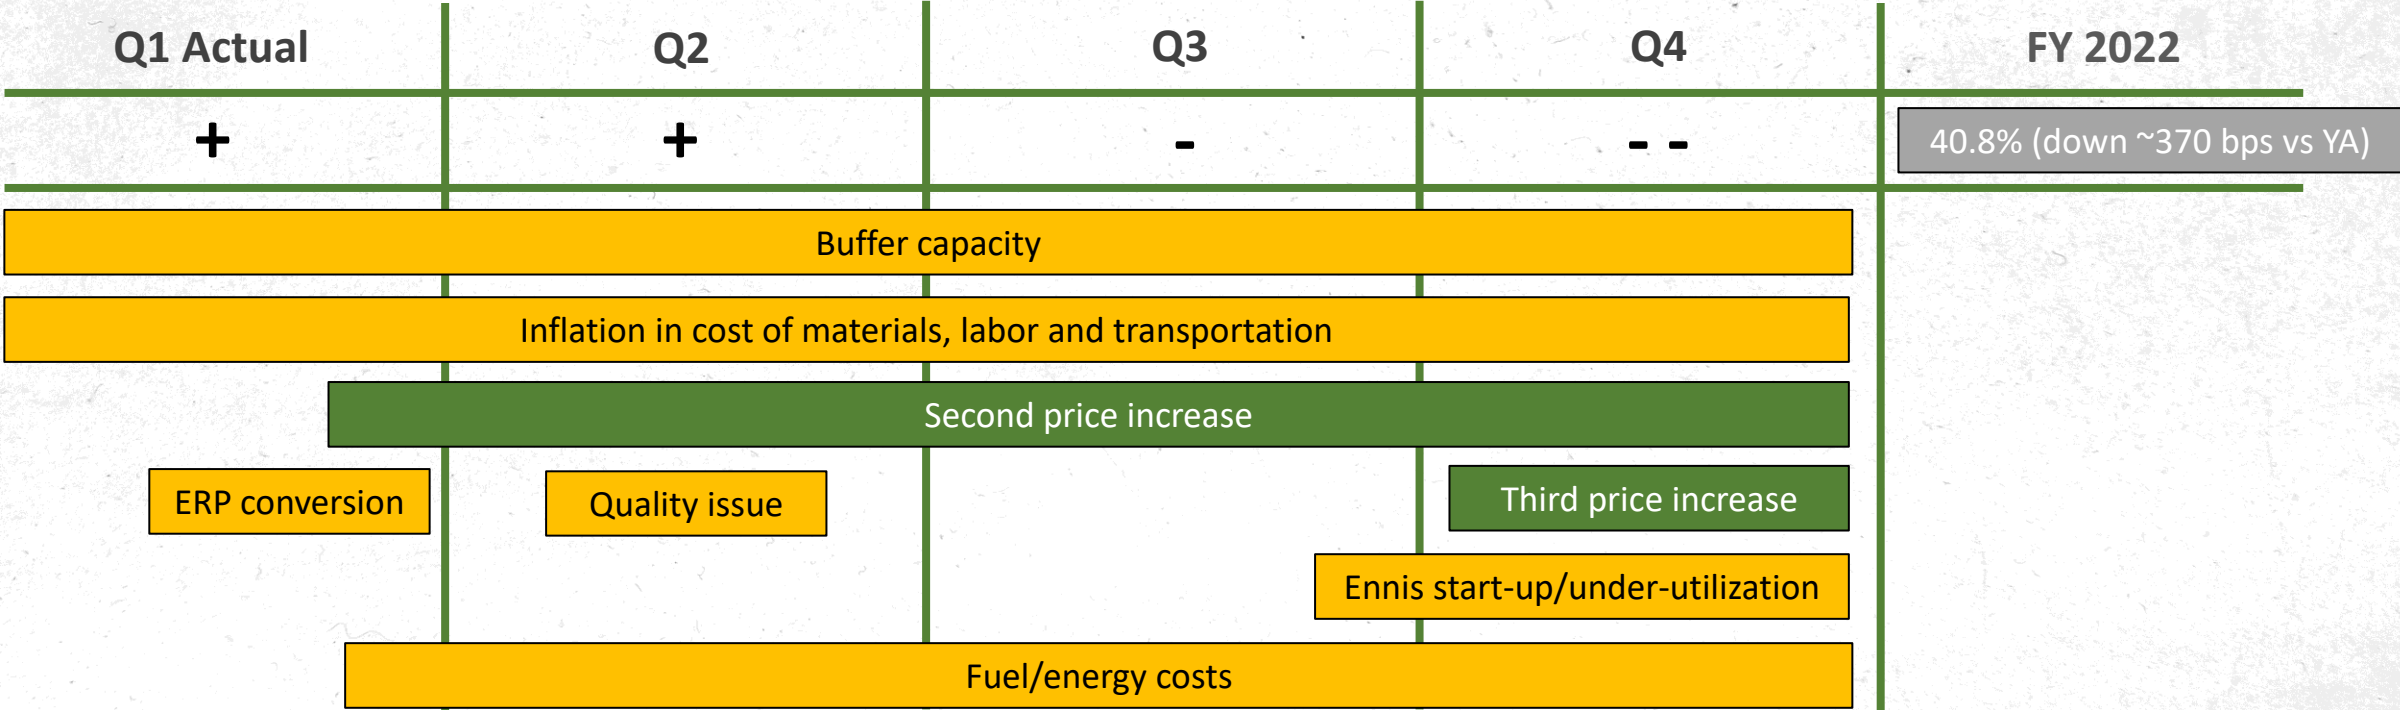 Q1 Actual
Q2
Q3
Q4
FY 2022
+
+
-
- -
40.8% (down ~370 bps vs YA)
Buffer capacity
Inflation in cost of materials, labor and transportation
Second price increase
ERP conversion
Quality issue
Third price increase
Ennis start-up/under-utilization
Fuel/energy costs